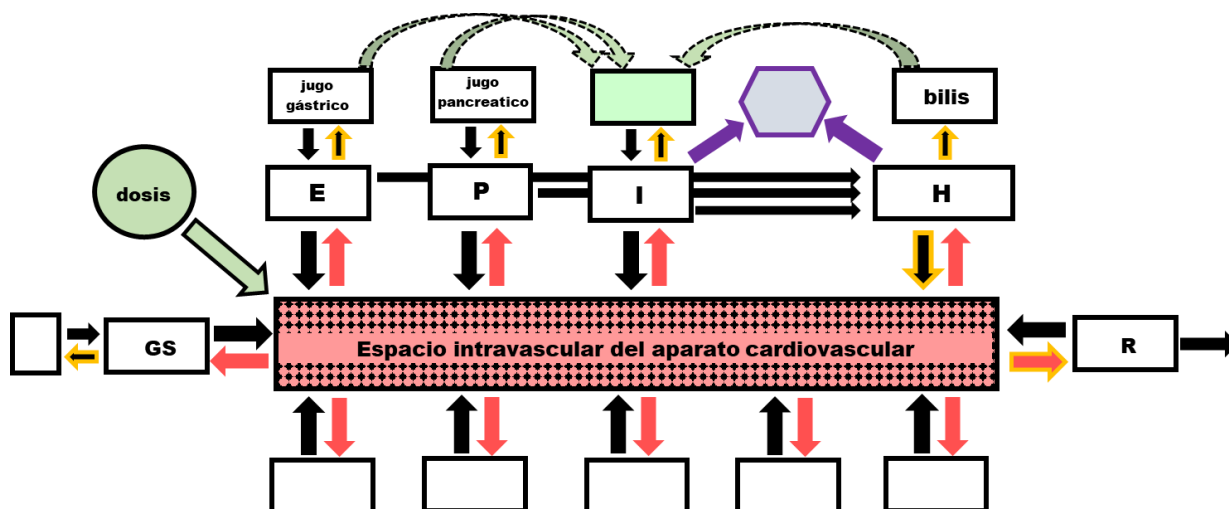 jugo
gástrico
jugo
pancreatico
bilis
dosis
E
P
I
H
GS
Espacio intravascular del aparato cardiovascular
R